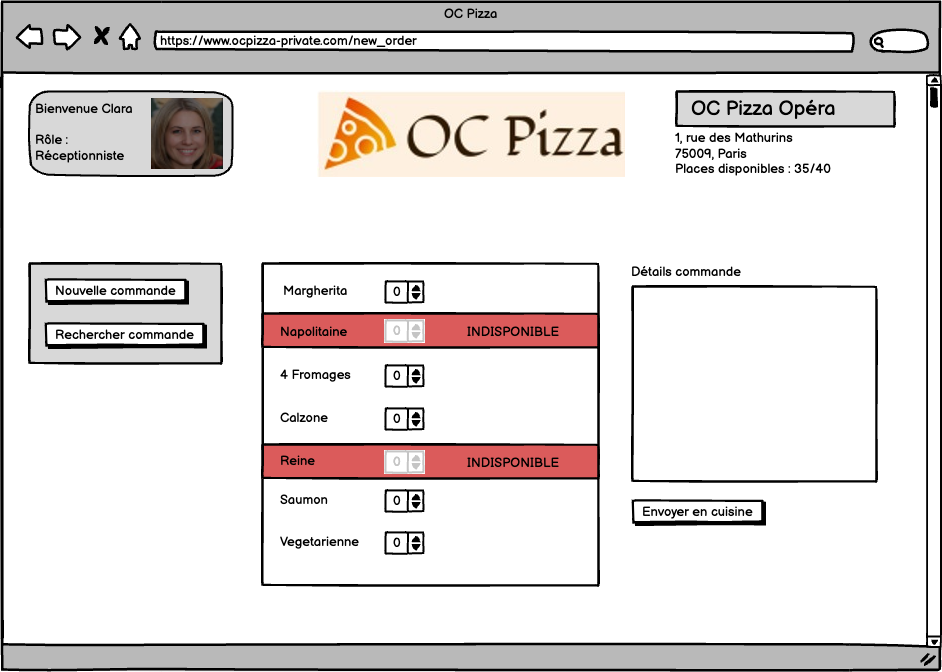 OC Pizza
https://www.ocpizza-private.com/new_order
Bienvenue Clara
Rôle :
Réceptionniste
OC Pizza
OC Pizza Opéra
1, rue des Mathurins
75009, Paris
Places disponibles : 35/40
Nouvelle commande
Rechercher commande
Margherita 0
Napolitaine 0 INDISPONIBLE
4 Fromages 0
Calzone 0
Reine 0 INDISPONIBLE
Saumon 0
Vegetarienne 0
Détails commande
Envoyer en cuisine